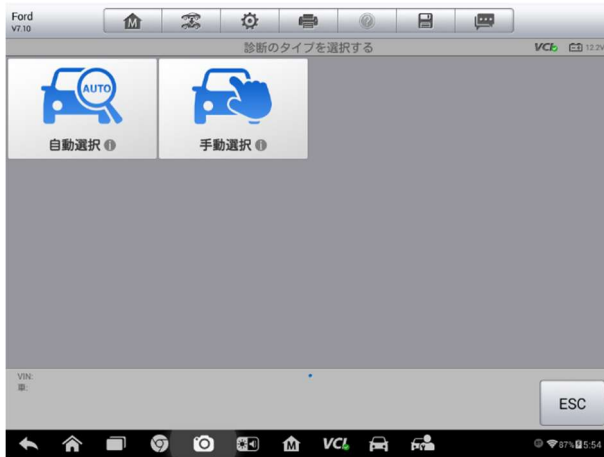 Ford
V7.10
診断のタイプを選択する
VCI
12.2V
AUTO
自動選択
手動選択
VIN:
車:
ESC
VCI
87%
5:54